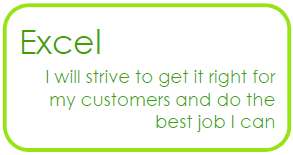 Excel
I will strive to get it right for
my customers and do the
best job I can